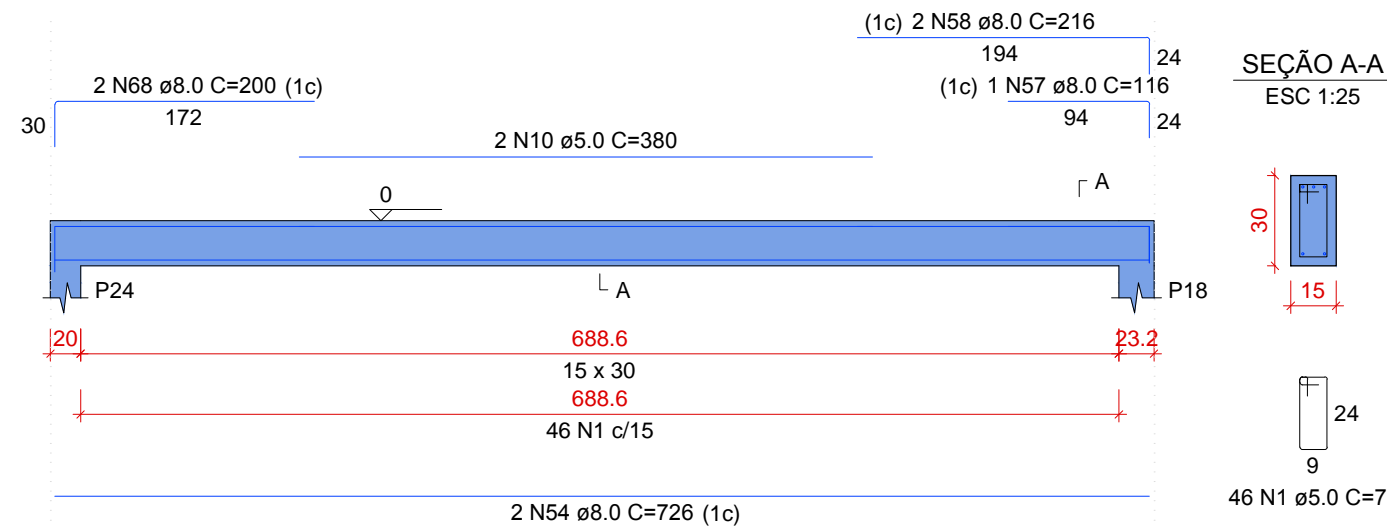 (1c) 2 N58 ø8.0 C=216
194
24
SEÇÃO A-A
ESC 1:25
2 N68 ø8.0 C=200 (1c)
172
30
(1c) 1 N57 ø8.0 C=116
94
24
2 N10 ø5.0 C=380
0
A
A
P24
P18
30
15
20
688.6
23.2
15 x 30
688.6
46 N1 c/15
24
9
46 N1 ø5.0 C=7
2 N54 ø8.0 C=726 (1c)